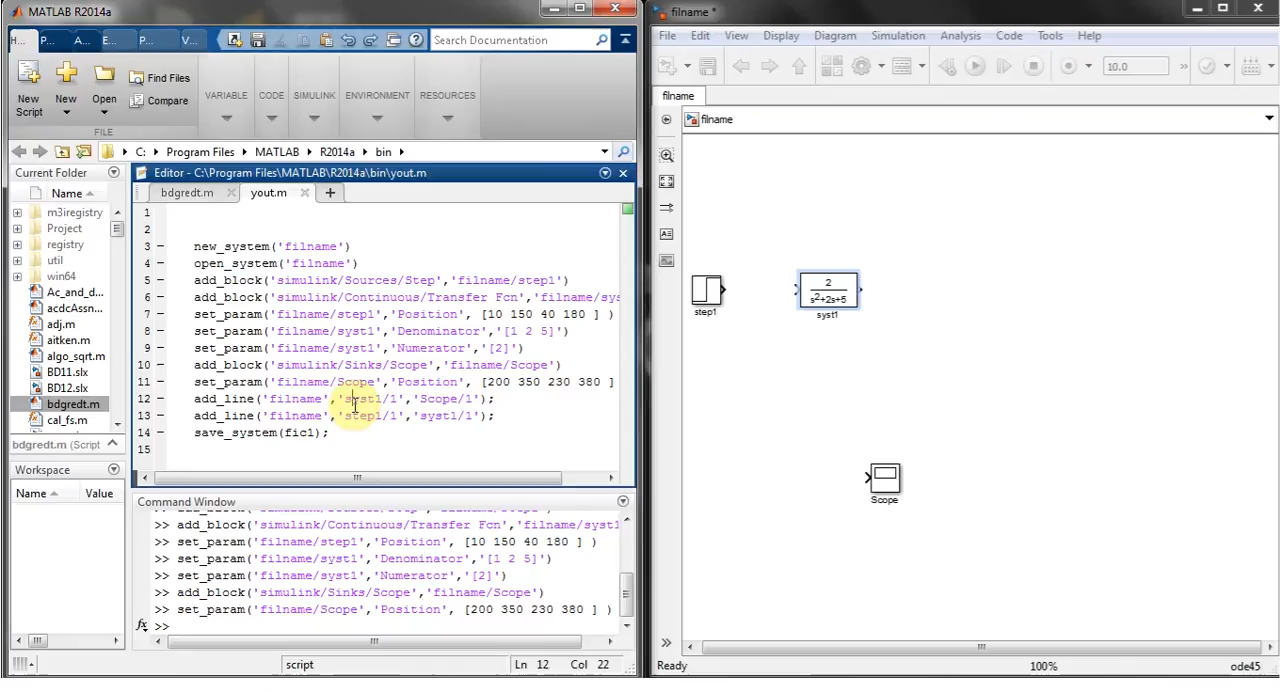 MATLAB R2014a
H... P... A... E... P... V...
Search Documentation
New Script
New
Open
Find Files
Compare
VARIABLE
CODE
SIMULINK
ENVIRONMENT
RESOURCES
FILE
C: Program Files MATLAB R2014a bin
Current Folder
Name
m3iregistry
Project
registry
util
win64
Ac_and_d...
acdcAssn...
adj.m
aitken.m
algo_sqrt.m
BD11.slx
BD12.slx
bdgredt.m
cal_fs.m
bdgredt.m (Script
Workspace
Name Value
Editor - C:\Program Files\MATLAB\R2014a\bin\yout.m
bdgredt.m yout.m
1
2
3 new_system('filname')
4 open_system('filname')
5 add_block('simulink/Sources/Step','filname/step1')
6 add_block('simulink/Continuous/Transfer Fcn','filname/sys
7 set_param('filname/step1','Position', [10 150 40 180 ] )
8 set_param('filname/syst1','Denominator','[1 2 5]')
9 set_param('filname/syst1','Numerator','[2]')
10 add_block('simulink/Sinks/Scope','filname/Scope')
11 set_param('filname/Scope','Position', [200 350 230 380 ]
12 add_line('filname','syst1/1','Scope/1');
13 add_line('filname','step1/1','syst1/1');
14 save_system(fic1);
15
Command Window
>> add_block('simulink/Continuous/Transfer Fcn','filname/syst1
>> set_param('filname/step1','Position', [10 150 40 180 ] )
>> set_param('filname/syst1','Denominator','[1 2 5]')
>> set_param('filname/syst1','Numerator','[2]')
>> add_block('simulink/Sinks/Scope','filname/Scope')
>> set_param('filname/Scope','Position', [200 350 230 380 ] )
fx >>
script
Ln 12 Col 22
filname *
File Edit View Display Diagram Simulation Analysis Code Tools Help
10.0
filname
filname
step1
2
s²+2s+5
syst1
Scope
Ready
100%
ode45